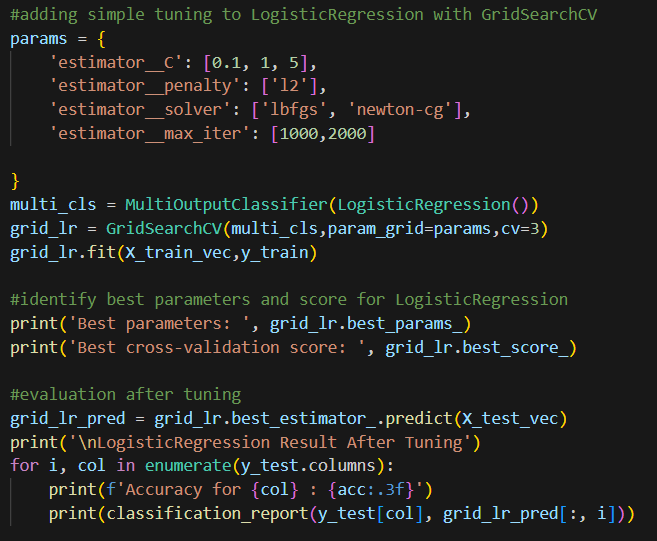 #adding simple tuning to LogisticRegression with GridSearchCV
params = {
    'estimator__C': [0.1, 1, 5],
    'estimator__penalty': ['l2'],
    'estimator__solver': ['lbfgs', 'newton-cg'],
    'estimator__max_iter': [1000,2000]
}
multi_cls = MultiOutputClassifier(LogisticRegression())
grid_lr = GridSearchCV(multi_cls,param_grid=params,cv=3)
grid_lr.fit(X_train_vec,y_train)
#identify best parameters and score for LogisticRegression
print('Best parameters: ', grid_lr.best_params_)
print('Best cross-validation score: ', grid_lr.best_score_)
#evaluation after tuning
grid_lr_pred = grid_lr.best_estimator_.predict(X_test_vec)
print('\nLogisticRegression Result After Tuning')
for i, col in enumerate(y_test.columns):
    print(f'Accuracy for {col} : {acc:.3f}')
    print(classification_report(y_test[col], grid_lr_pred[:, i]))